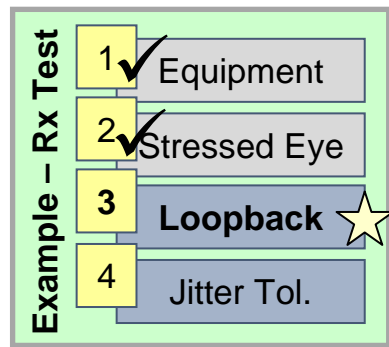 Example – Rx Test
1 Equipment
2 Stressed Eye
3 Loopback
4 Jitter Tol.